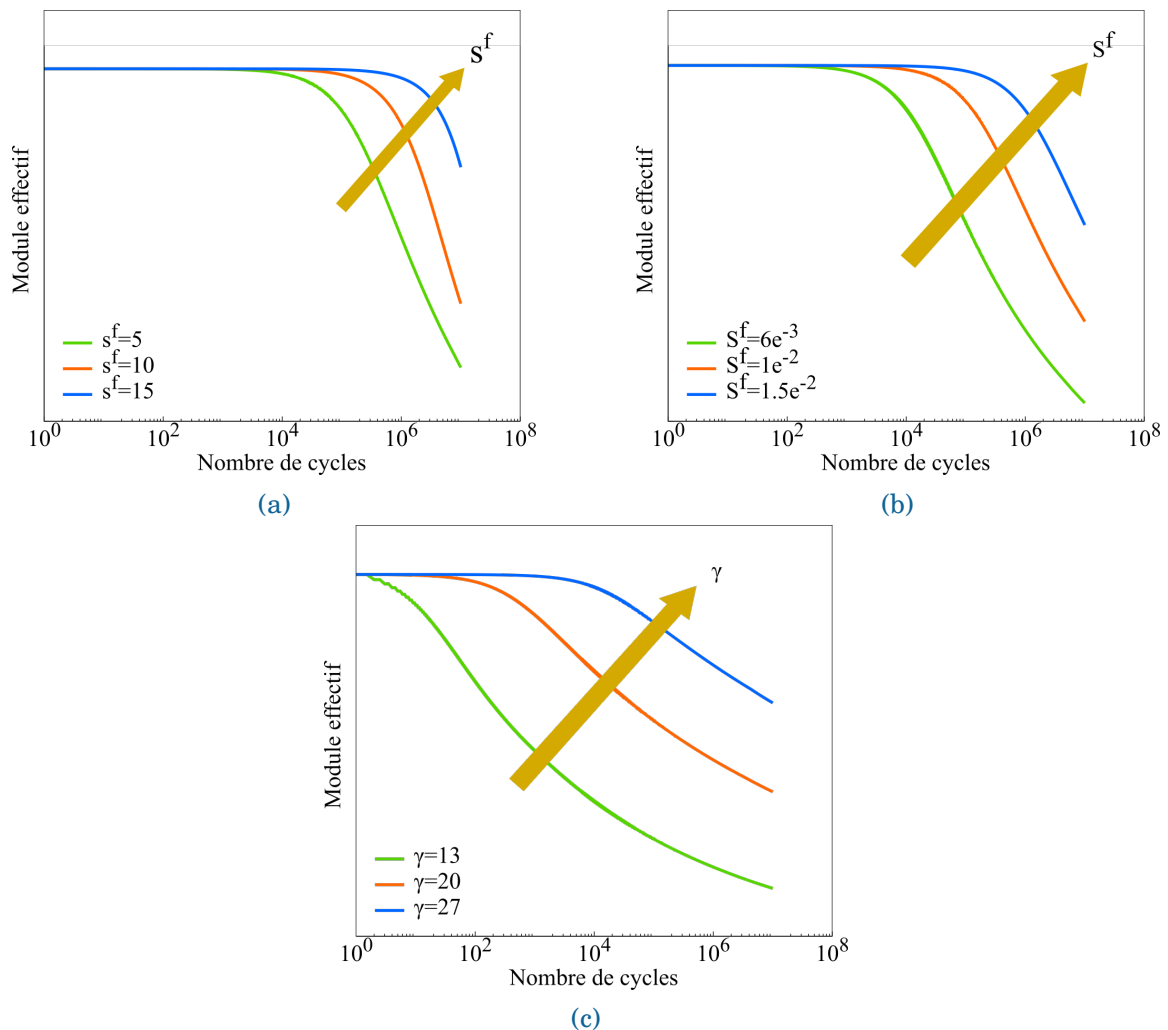 s^f
Module effectif
s^f=5
s^f=10
s^f=15
10^0 10^2 10^4 10^6 10^8
Nombre de cycles
(a)
S^f
Module effectif
S^f=6e^-3
S^f=1e^-2
S^f=1.5e^-2
10^0 10^2 10^4 10^6 10^8
Nombre de cycles
(b)
γ
Module effectif
γ=13
γ=20
γ=27
10^0 10^2 10^4 10^6 10^8
Nombre de cycles
(c)